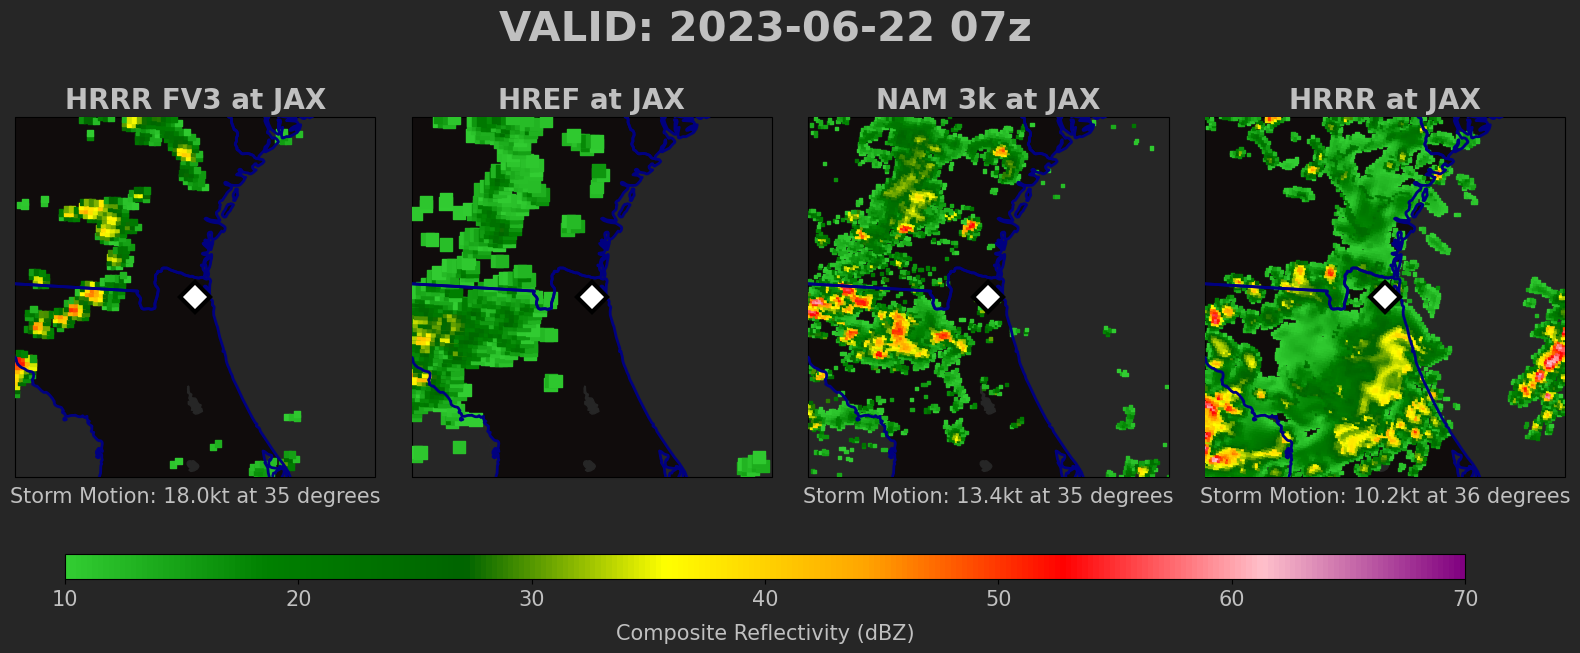 VALID: 2023-06-22 07z
HRRR FV3 at JAX
HREF at JAX
NAM 3k at JAX
HRRR at JAX
Storm Motion: 18.0kt at 35 degrees
Storm Motion: 13.4kt at 35 degrees
Storm Motion: 10.2kt at 36 degrees
10 20 30 40 50 60 70
Composite Reflectivity (dBZ)